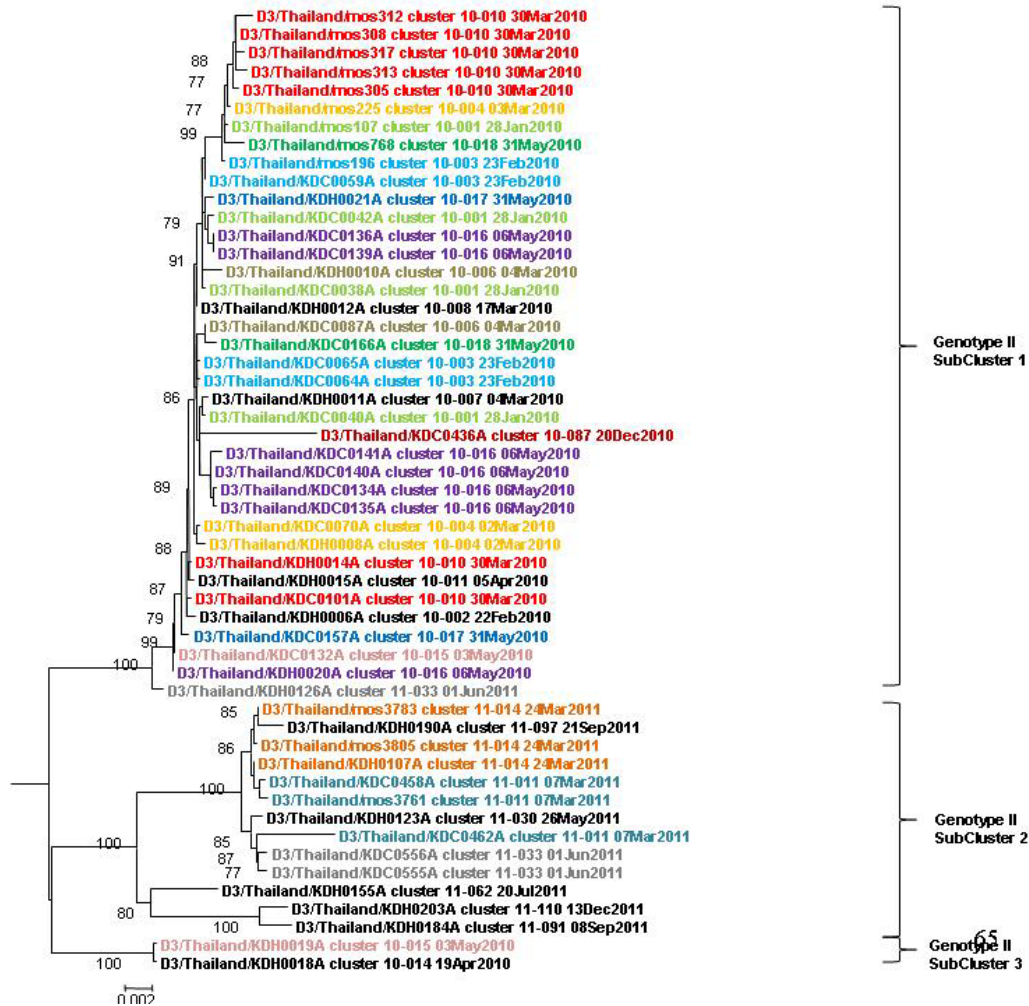 D3/Thailand/mos312 cluster 10-010 30Mar2010
D3/Thailand/mos308 cluster 10-010 30Mar2010
D3/Thailand/mos317 cluster 10-010 30Mar2010
88
D3/Thailand/mos313 cluster 10-010 30Mar2010
77
D3/Thailand/mos305 cluster 10-010 30Mar2010
77
D3/Thailand/mos225 cluster 10-004 03Mar2010
D3/Thailand/mos107 cluster 10-001 28Jan2010
99
D3/Thailand/mos768 cluster 10-018 31May2010
D3/Thailand/mos196 cluster 10-003 23Feb2010
D3/Thailand/KDC0059A cluster 10-003 23Feb2010
D3/Thailand/KDH0021A cluster 10-017 31May2010
79
D3/Thailand/KDC0042A cluster 10-001 28Jan2010
D3/Thailand/KDC0136A cluster 10-016 06May2010
D3/Thailand/KDC0139A cluster 10-016 06May2010
91
D3/Thailand/KDH0010A cluster 10-006 04Mar2010
D3/Thailand/KDC0038A cluster 10-001 28Jan2010
D3/Thailand/KDH0012A cluster 10-008 17Mar2010
D3/Thailand/KDC0087A cluster 10-006 04Mar2010
D3/Thailand/KDC0166A cluster 10-018 31May2010
Genotype II
SubCluster 1
D3/Thailand/KDC0065A cluster 10-003 23Feb2010
D3/Thailand/KDC0064A cluster 10-003 23Feb2010
86
D3/Thailand/KDH0011A cluster 10-007 04Mar2010
D3/Thailand/KDC0040A cluster 10-001 28Jan2010
D3/Thailand/KDC0436A cluster 10-087 20Dec2010
D3/Thailand/KDC0141A cluster 10-016 06May2010
D3/Thailand/KDC0140A cluster 10-016 06May2010
89
D3/Thailand/KDC0134A cluster 10-016 06May2010
D3/Thailand/KDC0135A cluster 10-016 06May2010
D3/Thailand/KDC0070A cluster 10-004 02Mar2010
88
D3/Thailand/KDH0008A cluster 10-004 02Mar2010
D3/Thailand/KDH0014A cluster 10-010 30Mar2010
87
D3/Thailand/KDH0015A cluster 10-011 05Apr2010
D3/Thailand/KDC0101A cluster 10-010 30Mar2010
79
D3/Thailand/KDH0006A cluster 10-002 22Feb2010
D3/Thailand/KDC0157A cluster 10-017 31May2010
99
D3/Thailand/KDC0132A cluster 10-015 03May2010
100
D3/Thailand/KDH0020A cluster 10-016 06May2010
D3/Thailand/KDH0126A cluster 11-033 01Jun2011
85
D3/Thailand/mos3783 cluster 11-014 24Mar2011
D3/Thailand/KDH0190A cluster 11-097 21Sep2011
86
D3/Thailand/mos3805 cluster 11-014 24Mar2011
D3/Thailand/KDH0107A cluster 11-014 24Mar2011
100
D3/Thailand/KDC0458A cluster 11-011 07Mar2011
D3/Thailand/mos3761 cluster 11-011 07Mar2011
D3/Thailand/KDH0123A cluster 11-030 26May2011
Genotype II
SubCluster 2
100
85
D3/Thailand/KDC0462A cluster 11-011 07Mar2011
87
D3/Thailand/KDC0556A cluster 11-033 01Jun2011
77
D3/Thailand/KDC0555A cluster 11-033 01Jun2011
D3/Thailand/KDH0155A cluster 11-062 20Jul2011
80
D3/Thailand/KDH0203A cluster 11-110 13Dec2011
100
D3/Thailand/KDH0184A cluster 11-091 08Sep2011
65
D3/Thailand/KDH0019A cluster 10-015 03May2010
Genotype II
SubCluster 3
100
D3/Thailand/KDH0018A cluster 10-014 19Apr2010
0.002